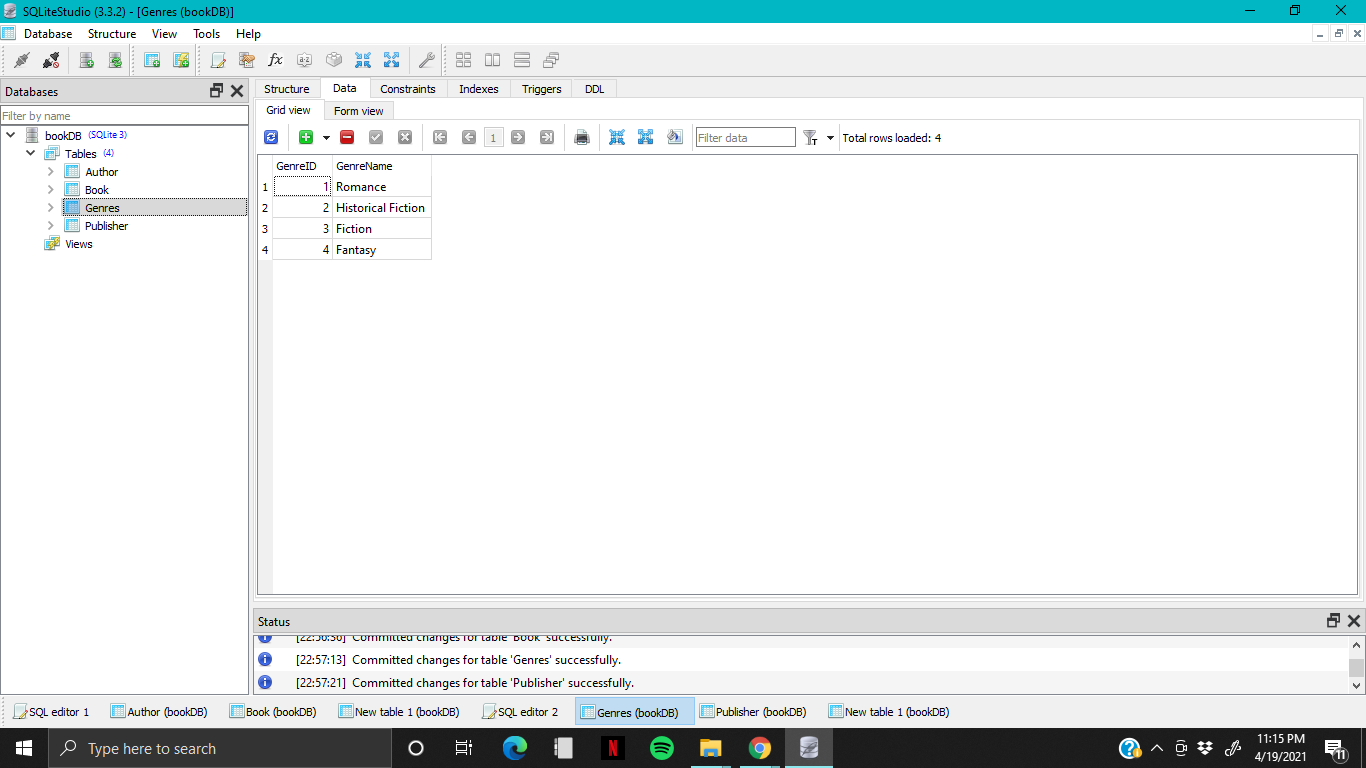 SQLiteStudio (3.3.2) - [Genres (bookDB)]
Database Structure View Tools Help
Databases
Filter by name
bookDB (SQLite 3)
Tables (4)
Author
Book
Genres
Publisher
Views
Structure Data Constraints Indexes Triggers DDL
Grid view Form view
1 Filter data Total rows loaded: 4
GenreID GenreName
1 1 Romance
2 2 Historical Fiction
3 3 Fiction
4 4 Fantasy
Status
[22:56:56] Committed changes for table 'Book' successfully.
[22:57:13] Committed changes for table 'Genres' successfully.
[22:57:21] Committed changes for table 'Publisher' successfully.
SQL editor 1 Author (bookDB) Book (bookDB) New table 1 (bookDB) SQL editor 2 Genres (bookDB) Publisher (bookDB) New table 1 (bookDB)
Type here to search
11:15 PM
4/19/2021
11